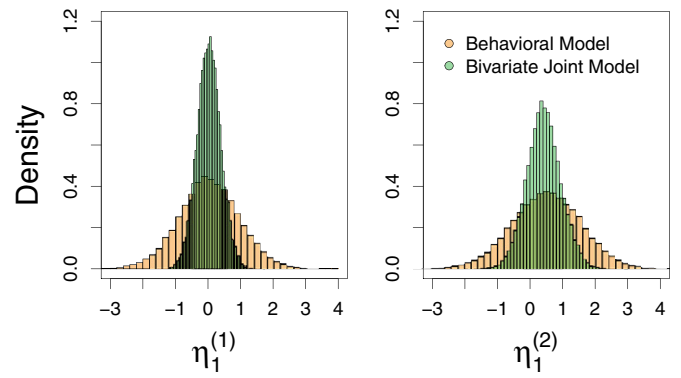 Density
1.2
0.8
0.4
0.0
-3 -1 0 1 2 3 4
η₁⁽¹⁾
1.2
0.8
0.4
0.0
Behavioral Model
Bivariate Joint Model
-3 -1 0 1 2 3 4
η₁⁽²⁾